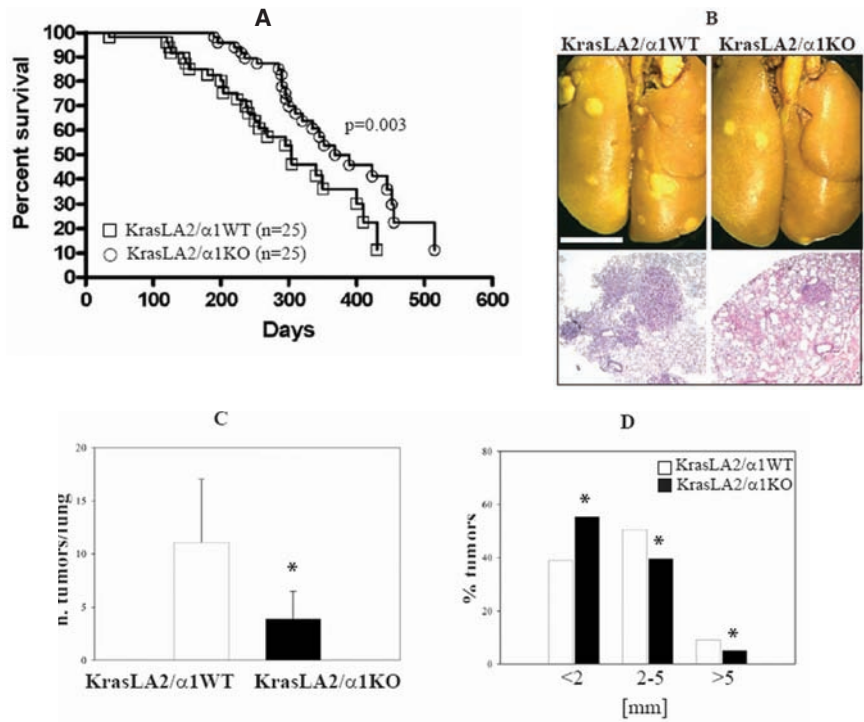 A
Percent survival
100
90
80
70
60
50
40
30
20
10
0
p=0.003
KrasLA2/α1WT (n=25)
KrasLA2/α1KO (n=25)
0 100 200 300 400 500 600
Days
B
KrasLA2/α1WT KrasLA2/α1KO
C
n. tumors/lung
20
15
10
5
0
KrasLA2/α1WT KrasLA2/α1KO
*
D
% tumors
80
60
40
20
0
KrasLA2/α1WT
KrasLA2/α1KO
*
*
*
<2 2-5 >5
[mm]